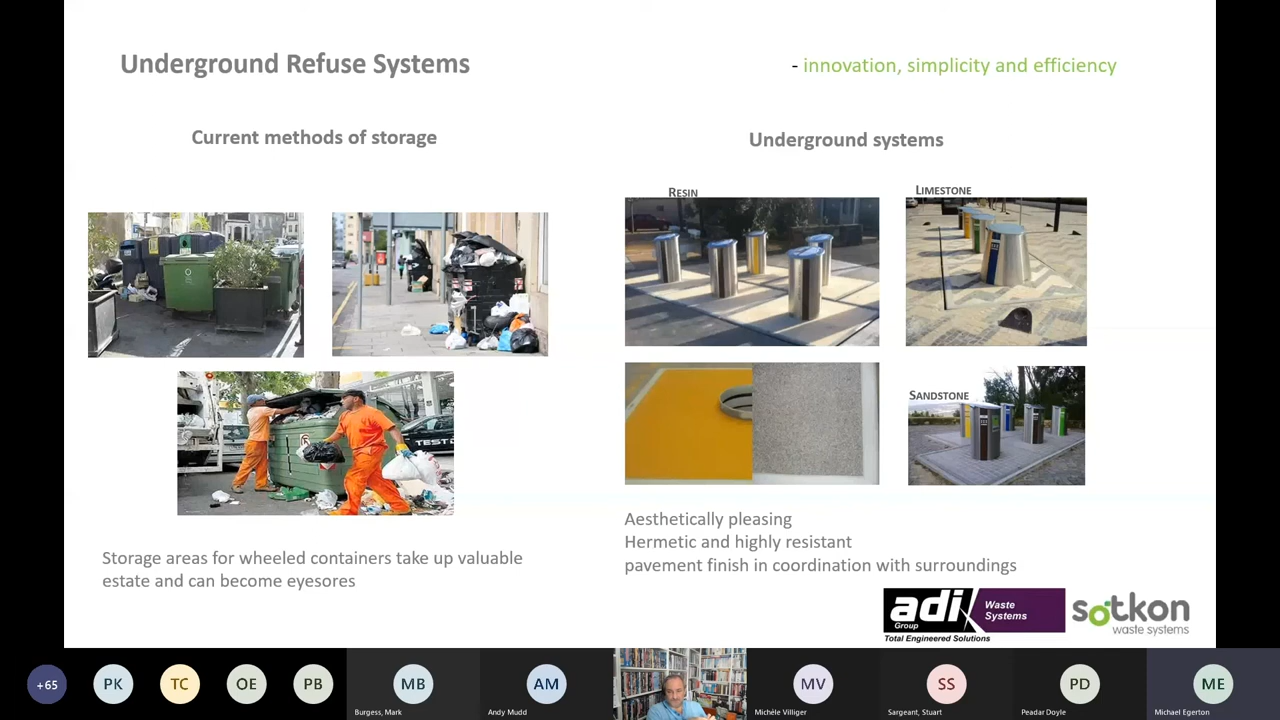 Underground Refuse Systems
- innovation, simplicity and efficiency
Current methods of storage
Underground systems
RESIN
LIMESTONE
SANDSTONE
TEST
Storage areas for wheeled containers take up valuable
estate and can become eyesores
Aesthetically pleasing
Hermetic and highly resistant
pavement finish in coordination with surroundings
adi
Group
Waste
Systems
Total Engineered Solutions
sotkon
waste systems
+65
PK
TC
OE
PB
MB
Burgess, Mark
AM
Andy Mudd
MV
Michèle Villiger
SS
Sargeant, Stuart
PD
Peadar Doyle
ME
Michael Egerton